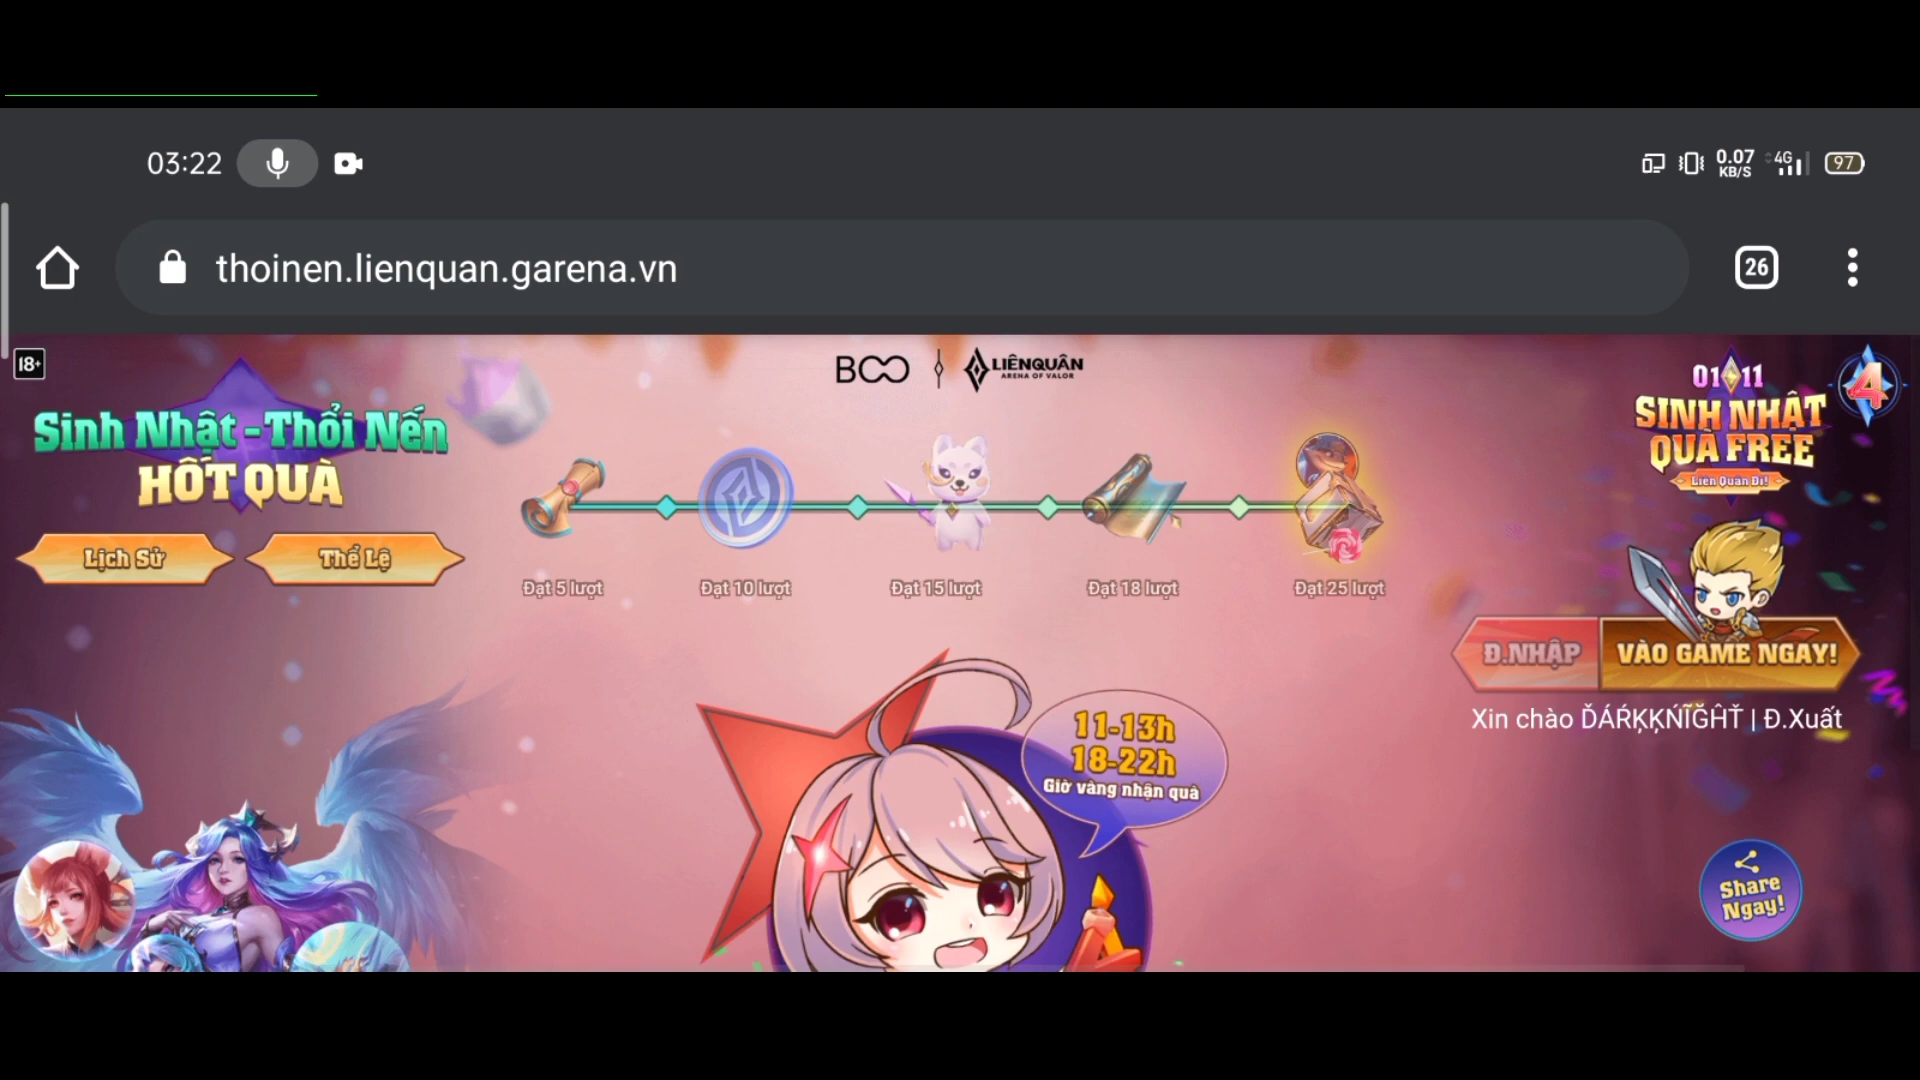 03:22
0.07
KB/S
4G
97
thoinen.lienquan.garena.vn
26
18+
Sinh Nhật - Thổi Nến
HỐT QUÀ
Lịch Sử
Thể Lệ
BOO
LIÊNQUÂN
ARENA OF VALOR
Đạt 5 lượt
Đạt 10 lượt
Đạt 15 lượt
Đạt 18 lượt
Đạt 25 lượt
01 11
SINH NHẬT
QUÀ FREE
Liên Quân Đi!
4
Đ.NHẬP
VÀO GAME NGAY!
Xin chào ĎÁŔĶĶŃĨĞĤŤ | Đ.Xuất
11-13h
18-22h
Giờ vàng nhận quà
Share
Ngay!